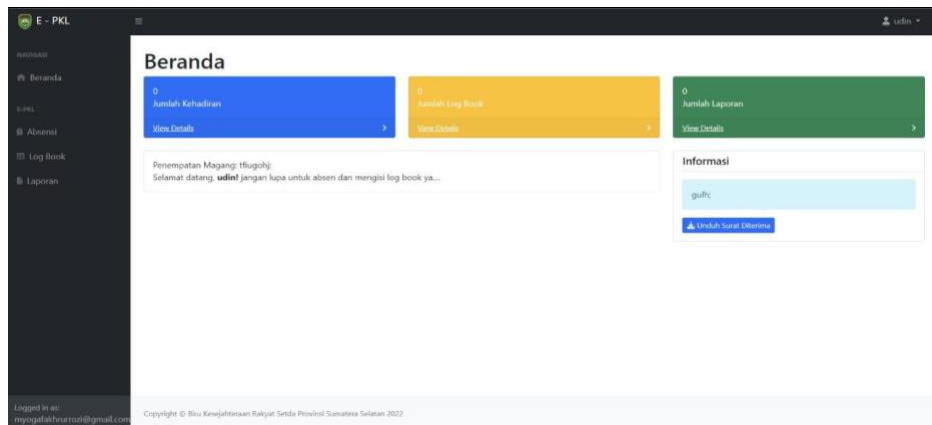 E - PKL
udin
NAVIGASI
Beranda
E-PKL
Absensi
Log Book
Laporan
Logged in as:
myogafakhrurrozi@gmail.com
Beranda
0
Jumlah Kehadiran
View Details
0
Jumlah Log Book
View Details
0
Jumlah Laporan
View Details
Penempatan Magang: tfiugohj:
Selamat datang, udin! jangan lupa untuk absen dan mengisi log book ya...
Informasi
Unduh Surat Diterima
Copyright © Biru Kesejahteraan Rakyat Setda Provinsi Sumatera Selatan 2022